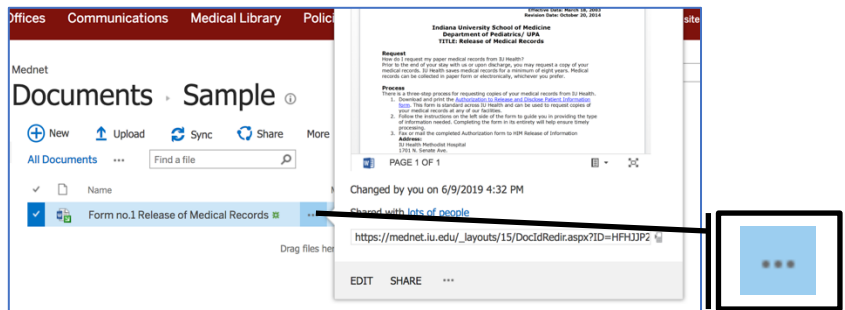 Offices Communications Medical Library Polici
site
Mednet
Documents Sample
New Upload Sync Share More
All Documents ... Find a file
Name
Form no.1 Release of Medical Records ...
Drag files her
Effective Date: March 18, 2003
Revision Date: October 20, 2014
Indiana University School of Medicine
Department of Pediatrics/ UPA
TITLE: Release of Medical Records
Request
How do I request my paper medical records from IU Health?
Prior to the end of your stay with us or upon discharge, you may request a copy of your
medical records. IU Health saves medical records for a minimum of eight years. Medical
records can be collected in paper form or electronically, whichever you prefer.
Process
There is a three-step process for requesting copies of your medical records from IU Health.
1. Download and print the Authorization to Release and Disclose Patient Information
form. This form is standard across IU Health and can be used to request copies of
your medical records at any of our facilities.
2. Follow the instructions on the left side of the form to guide you in providing the type
of information needed. Completing the form in its entirety will help ensure timely
processing.
3. Fax or mail the completed Authorization form to HIM Release of Information
Address:
IU Health Methodist Hospital
1701 N. Senate Ave.
PAGE 1 OF 1
Changed by you on 6/9/2019 4:32 PM
Shared with lots of people
https://mednet.iu.edu/_layouts/15/DocIdRedir.aspx?ID=HFHJJP2
EDIT SHARE ...
...